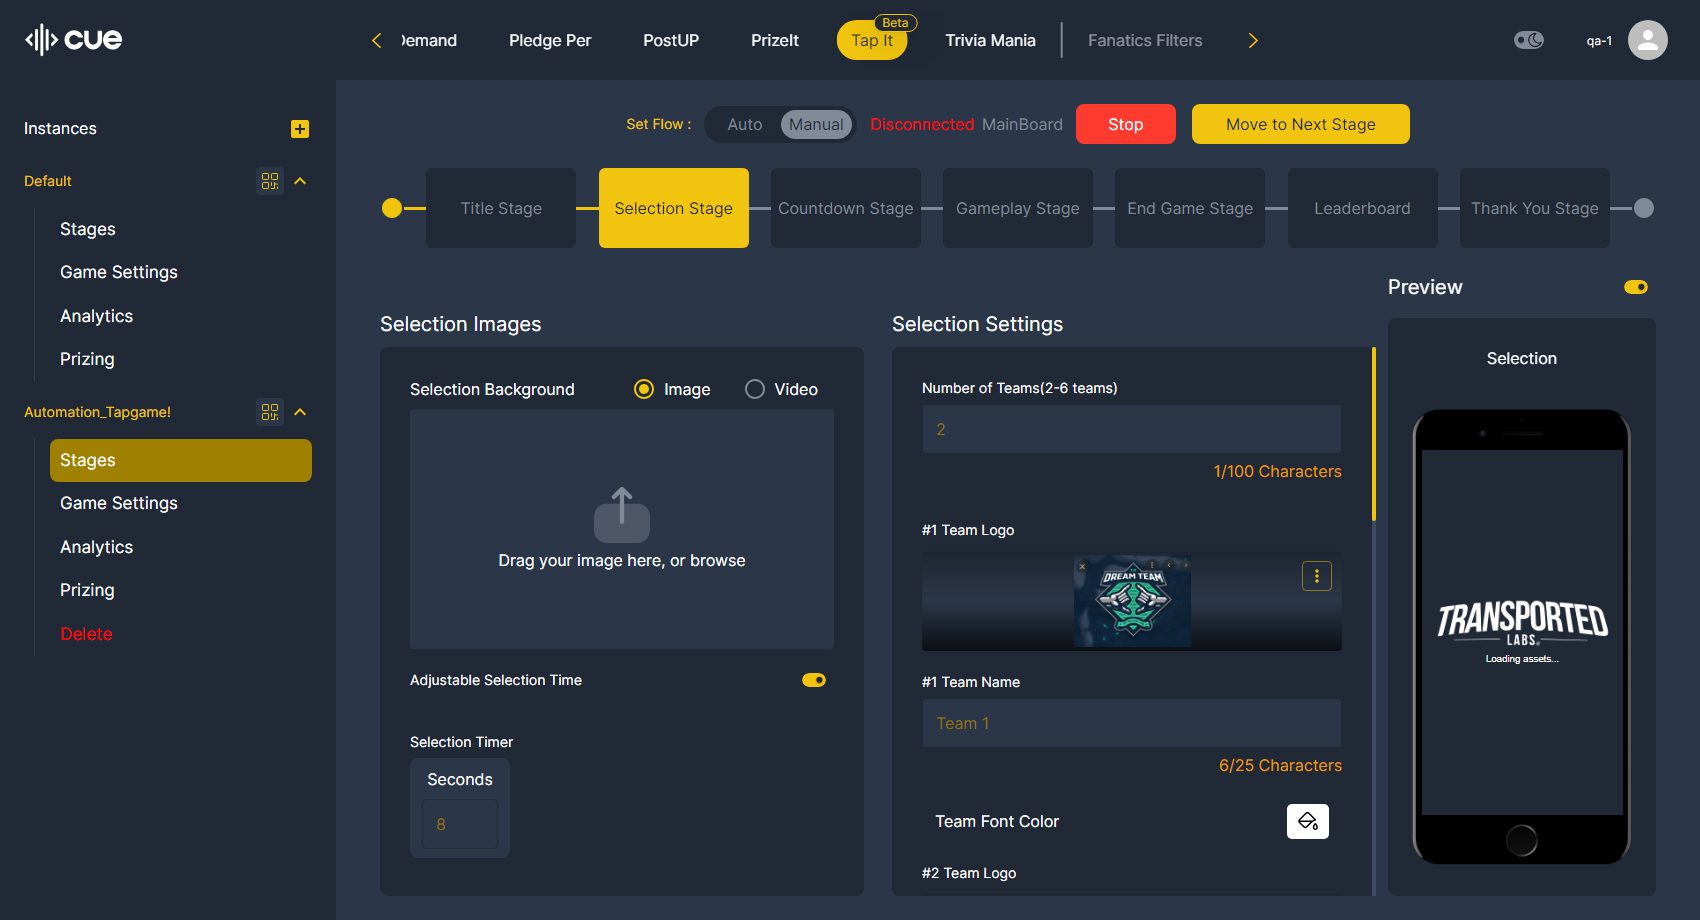 cue
Demand
Pledge Per
PostUP
PrizeIt
Tap It
Beta
Trivia Mania
Fanatics Filters
qa-1
Instances
Default
Stages
Game Settings
Analytics
Prizing
Automation_Tapgame!
Stages
Game Settings
Analytics
Prizing
Delete
Set Flow :
Auto
Manual
Disconnected MainBoard
Stop
Move to Next Stage
Title Stage
Selection Stage
Countdown Stage
Gameplay Stage
End Game Stage
Leaderboard
Thank You Stage
Selection Images
Selection Background
Image
Video
Drag your image here, or browse
Adjustable Selection Time
Selection Timer
Seconds
8
Selection Settings
Number of Teams(2-6 teams)
2
1/100 Characters
#1 Team Logo
DREAM TEAM
#1 Team Name
Team 1
6/25 Characters
Team Font Color
#2 Team Logo
Preview
Selection
TRANSPORTED
LABS
Loading assets...